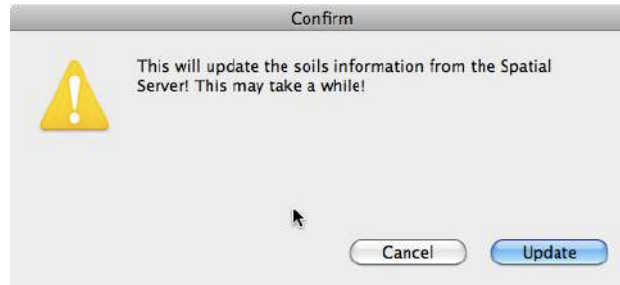 Confirm
This will update the soils information from the Spatial
Server! This may take a while!
Cancel
Update